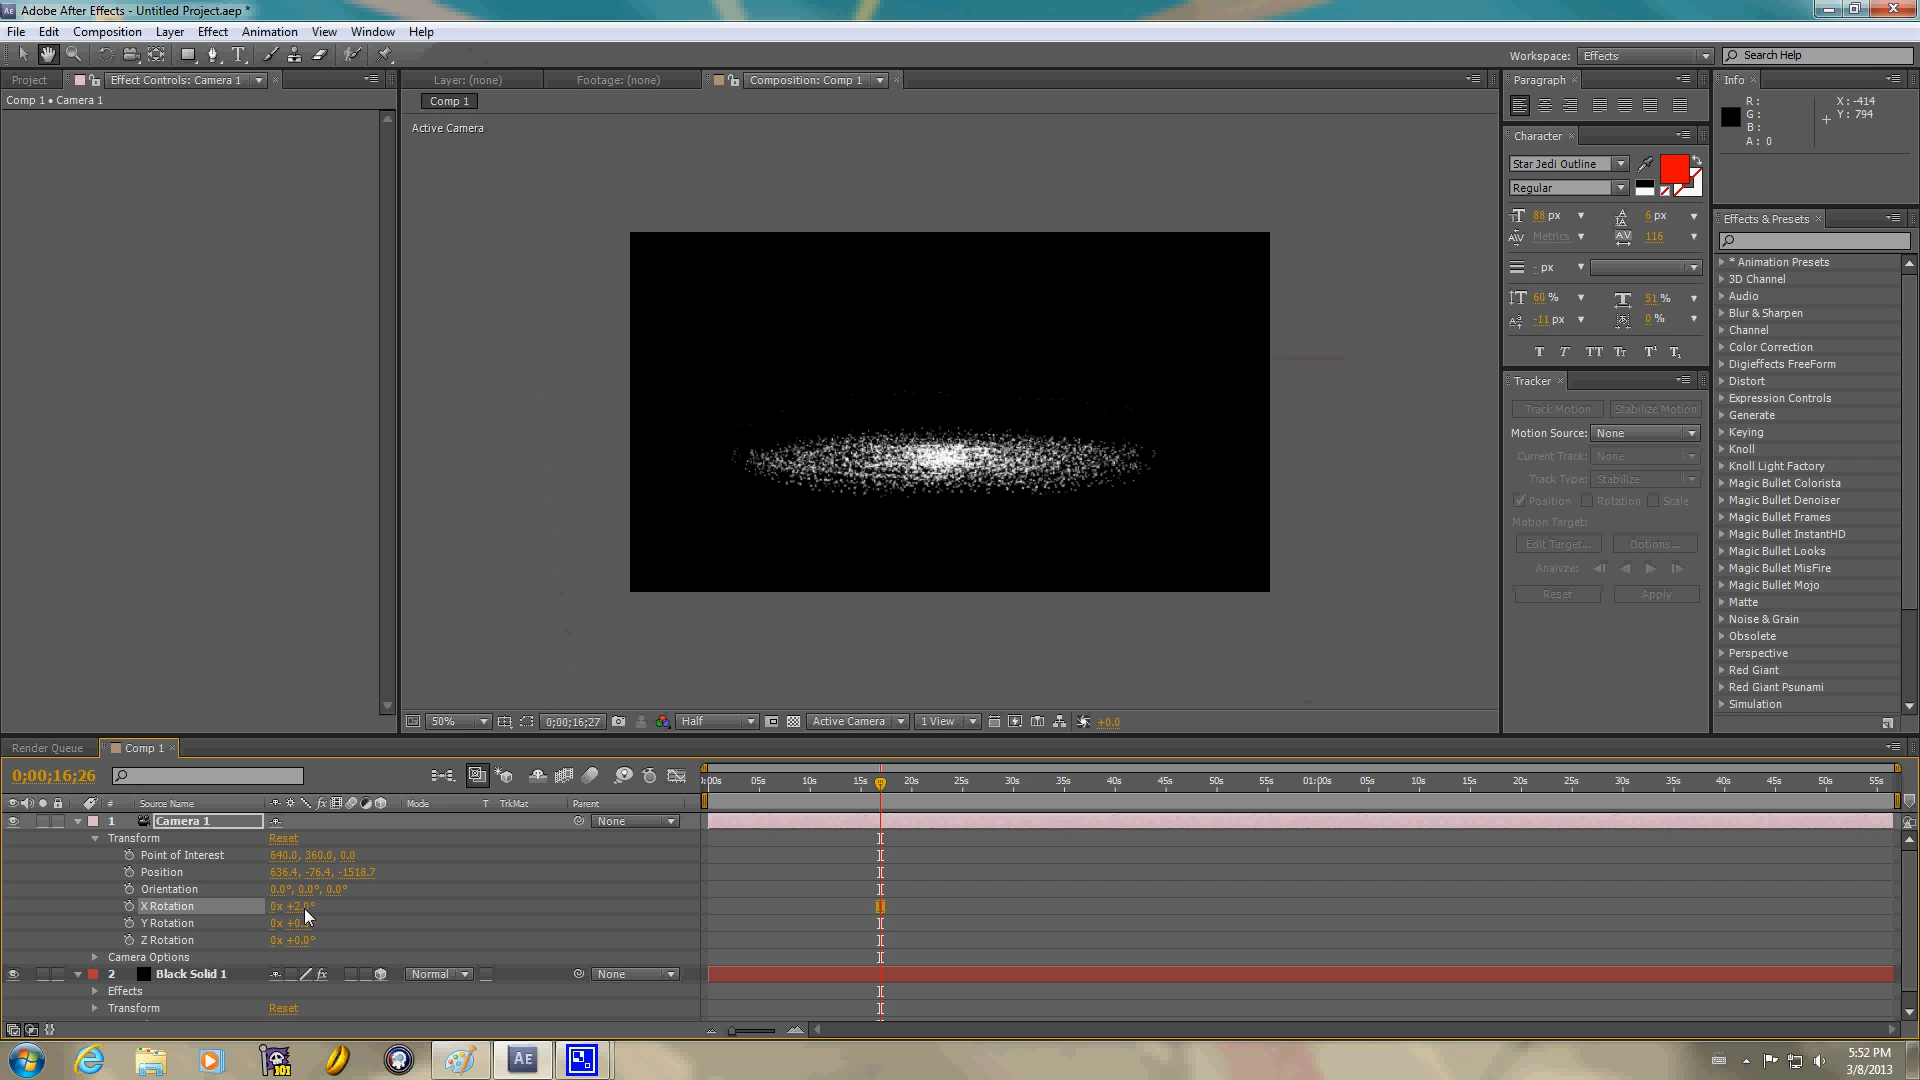 Adobe After Effects - Untitled Project.aep *
File Edit Composition Layer Effect Animation View Window Help
Workspace: Effects Search Help
Project Effect Controls: Camera 1 Layer: (none) Footage: (none) Composition: Comp 1 Paragraph Info
Comp 1 • Camera 1
Comp 1
Active Camera
R: X: -414
G: Y: 794
B:
A: 0
Character
Star Jedi Outline
Regular
88 px 6 px
Metrics 116
- px
60 % 51 %
-11 px 0 %
T T TT Tt T¹ T₁
Tracker
Track Motion Stabilize Motion
Motion Source: None
Current Track: None
Track Type: Stabilize
Position Rotation Scale
Motion Target:
Edit Target... Options...
Analyze:
Reset Apply
Effects & Presets
* Animation Presets
3D Channel
Audio
Blur & Sharpen
Channel
Color Correction
Digieffects FreeForm
Distort
Expression Controls
Generate
Keying
Knoll
Knoll Light Factory
Magic Bullet Colorista
Magic Bullet Denoiser
Magic Bullet Frames
Magic Bullet InstantHD
Magic Bullet Looks
Magic Bullet MisFire
Magic Bullet Mojo
Matte
Noise & Grain
Obsolete
Perspective
Red Giant
Red Giant Psunami
Simulation
50% 0;00;16;27 Half Active Camera 1 View +0.0
Render Queue Comp 1
0;00;16;26
):00s 05s 10s 15s 20s 25s 30s 35s 40s 45s 50s 55s 01:00s 05s 10s 15s 20s 25s 30s 35s 40s 45s 50s 55s
# Source Name Mode T TrkMat Parent
1 Camera 1 None
Transform Reset
Point of Interest 640.0, 360.0, 0.0
Position 636.4, -76.4, -1518.7
Orientation 0.0°, 0.0°, 0.0°
X Rotation 0x +2.0°
Y Rotation 0x
Z Rotation 0x +0.0°
Camera Options
2 Black Solid 1 Normal None
Effects
Transform Reset
101
AE
5:52 PM
3/8/2013